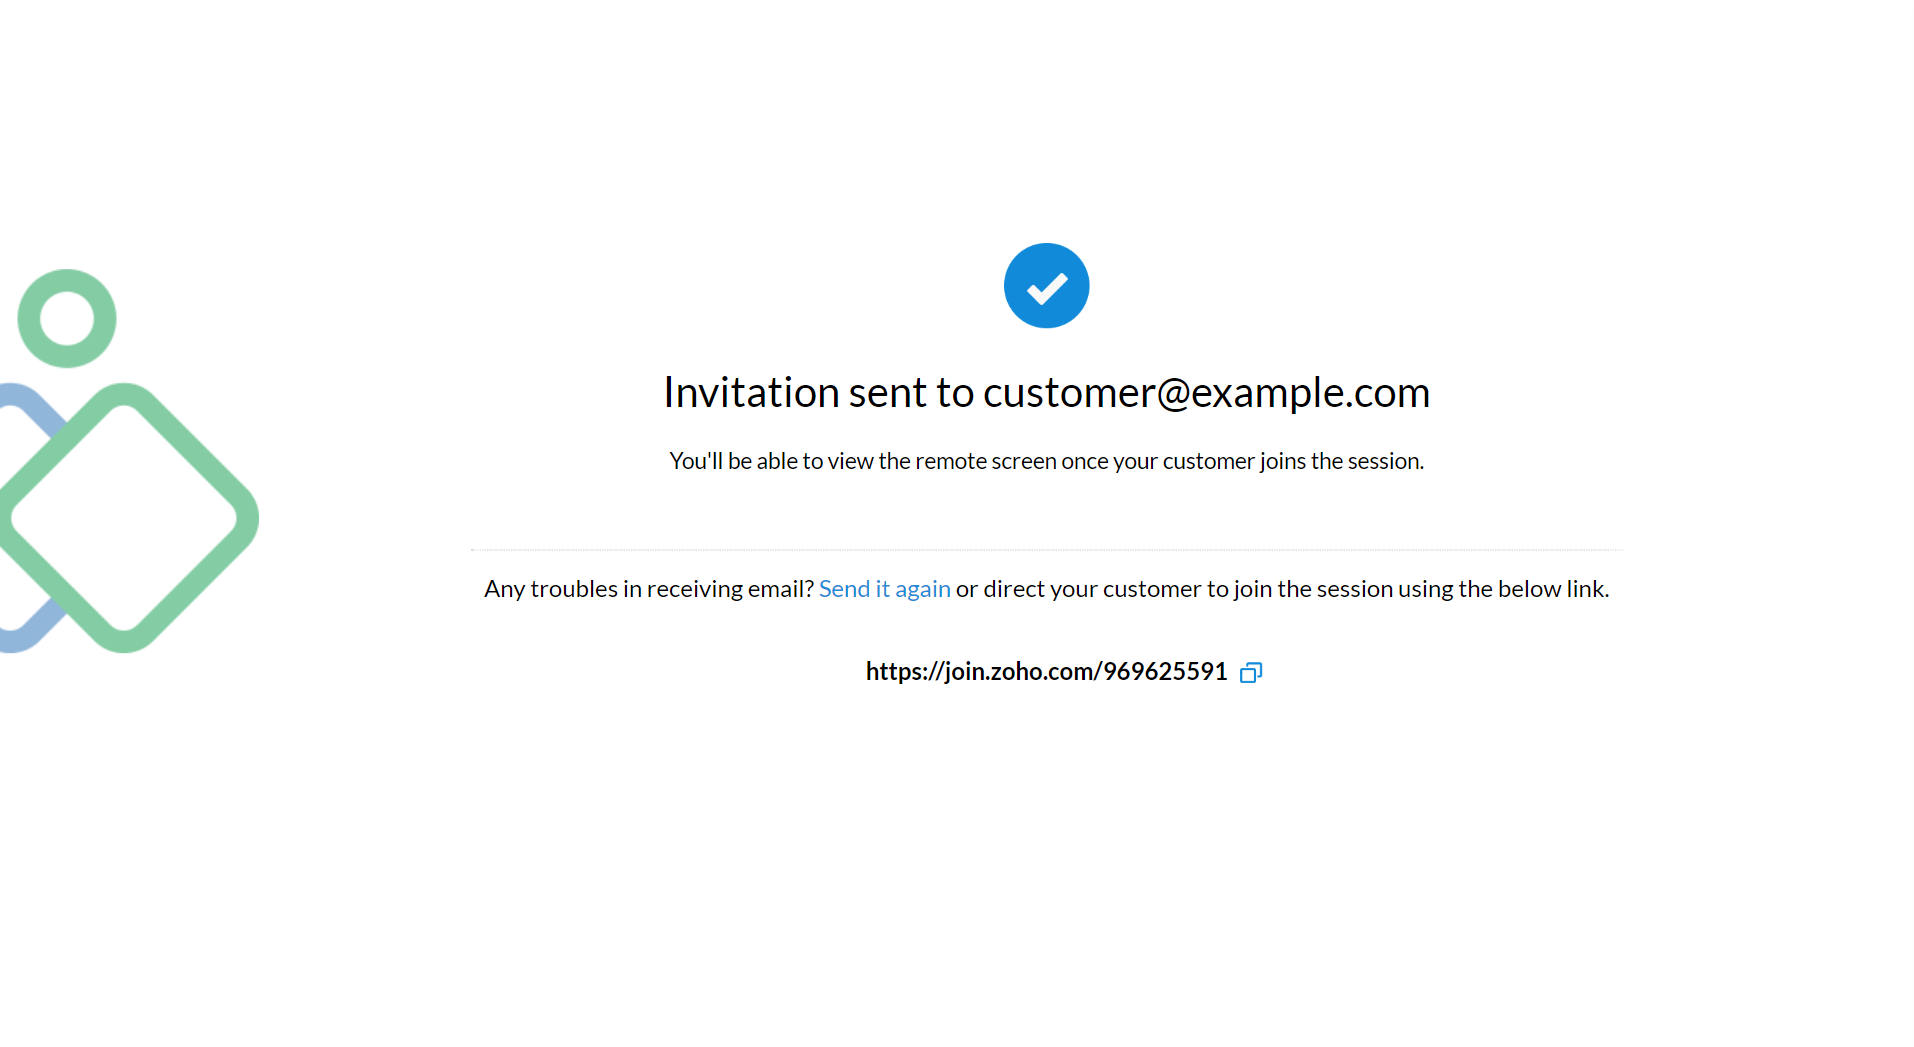 Invitation sent to customer@example.com
You'll be able to view the remote screen once your customer joins the session.
Any troubles in receiving email? Send it again or direct your customer to join the session using the below link.
https://join.zoho.com/969625591